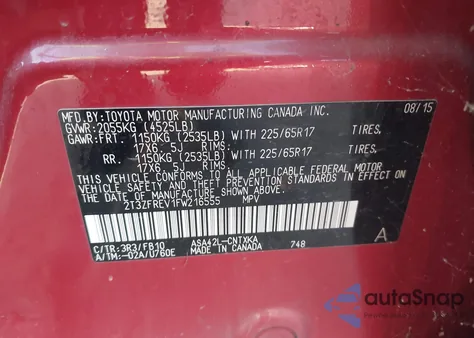 MFD.BY:TOYOTA MOTOR MANUFACTURING CANADA INC. 08/15
GVWR:2055KG (4525LB)
GAWR:FRT. 1150KG (2535LB) WITH 225/65R17 TIRES,
17X6.5J RIMS,
RR. 1150KG (2535LB) WITH 225/65R17 TIRES,
17X6.5J RIMS,
THIS VEHICLE CONFORMS TO ALL APPLICABLE FEDERAL MOTOR
VEHICLE SAFETY AND THEFT PREVENTION STANDARDS IN EFFECT ON THE
DATE OF MANUFACTURE SHOWN ABOVE.
2T3ZFREV1FW216555 MPV
C/TR:3R3/FB10 ASA42L-CNTXKA A
A/TM:-02A/U760E MADE IN CANADA 748
autoSnap
POWERED BY